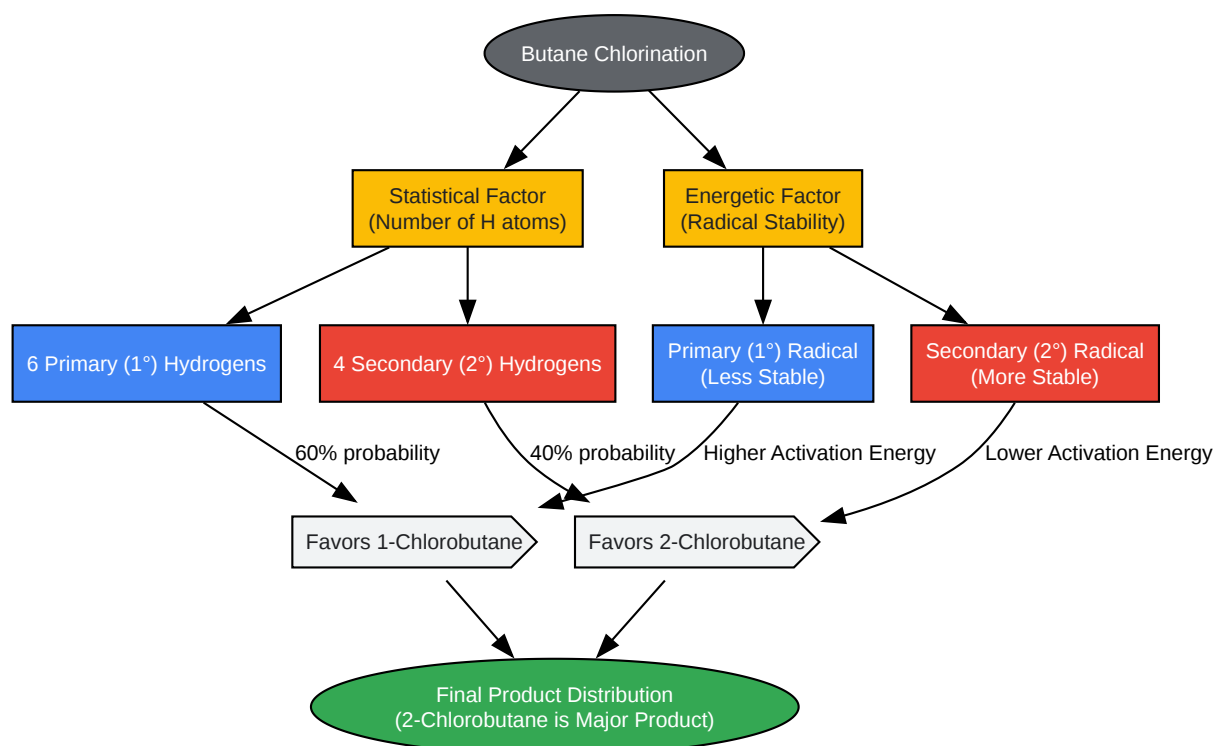 Butane Chlorination
Statistical Factor
(Number of H atoms)
Energetic Factor
(Radical Stability)
6 Primary (1°) Hydrogens
4 Secondary (2°) Hydrogens
Primary (1°) Radical
(Less Stable)
Secondary (2°) Radical
(More Stable)
60% probability
40% probability
Higher Activation Energy
Lower Activation Energy
Favors 1-Chlorobutane
Favors 2-Chlorobutane
Final Product Distribution
(2-Chlorobutane is Major Product)